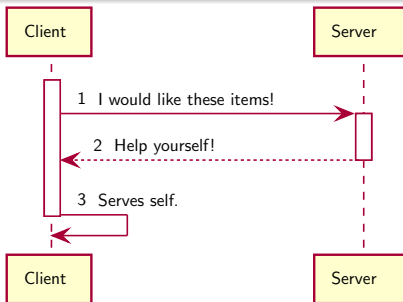 Client Server
1 I would like these items!
2 Help yourself!
3 Serves self.
Client Server